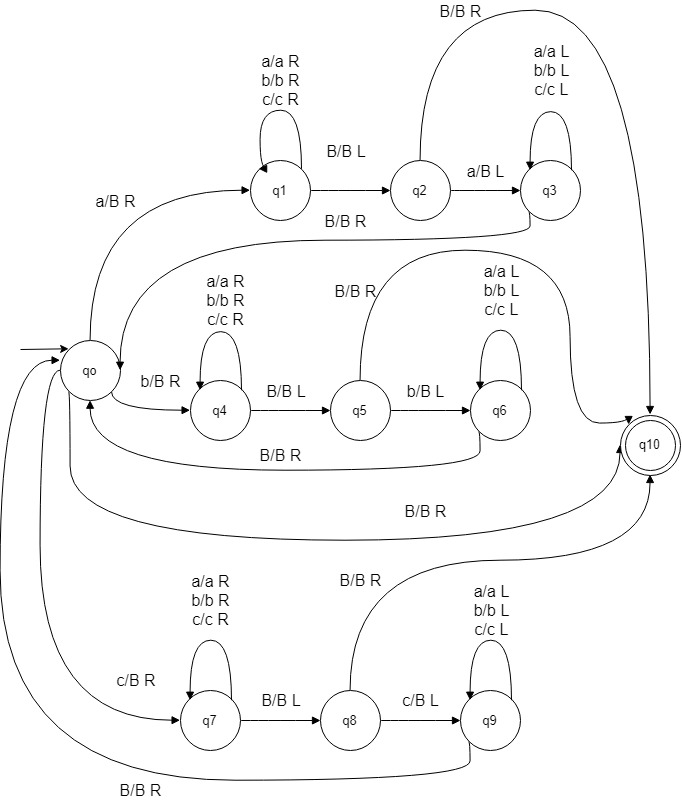 B/B R
a/a R
b/b R
c/c R
a/a L
b/b L
c/c L
B/B L
a/B L
q1
q2
q3
a/B R
B/B R
a/a R
b/b R
c/c R
B/B R
a/a L
b/b L
c/c L
qo
b/B R
B/B L
b/B L
q4
q5
q6
q10
B/B R
B/B R
a/a R
b/b R
c/c R
B/B R
a/a L
b/b L
c/c L
c/B R
B/B L
c/B L
q7
q8
q9
B/B R